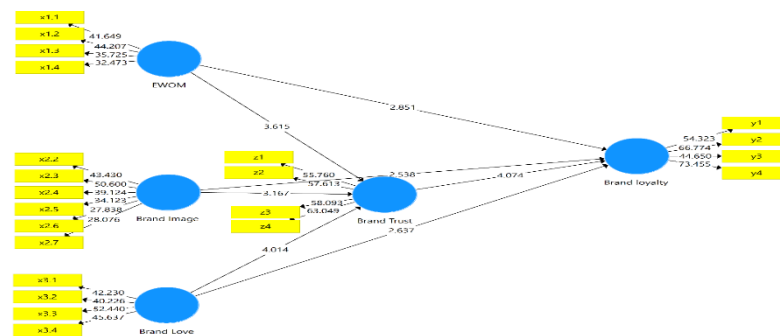 x1.1
x1.2
x1.3
x1.4
41.649
44.207
35.725
32.473
EWOM
2.851
3.615
x2.2
x2.3
x2.4
x2.5
x2.6
x2.7
43.430
50.600
39.124
34.123
27.838
28.076
Brand Image
2.538
3.167
z1
z2
55.760
57.613
z3
z4
58.093
63.049
Brand Trust
4.074
y1
y2
y3
y4
54.323
66.774
44.650
73.455
Brand loyalty
2.637
4.014
x3.1
x3.2
x3.3
x3.4
42.230
40.226
52.440
45.637
Brand Love